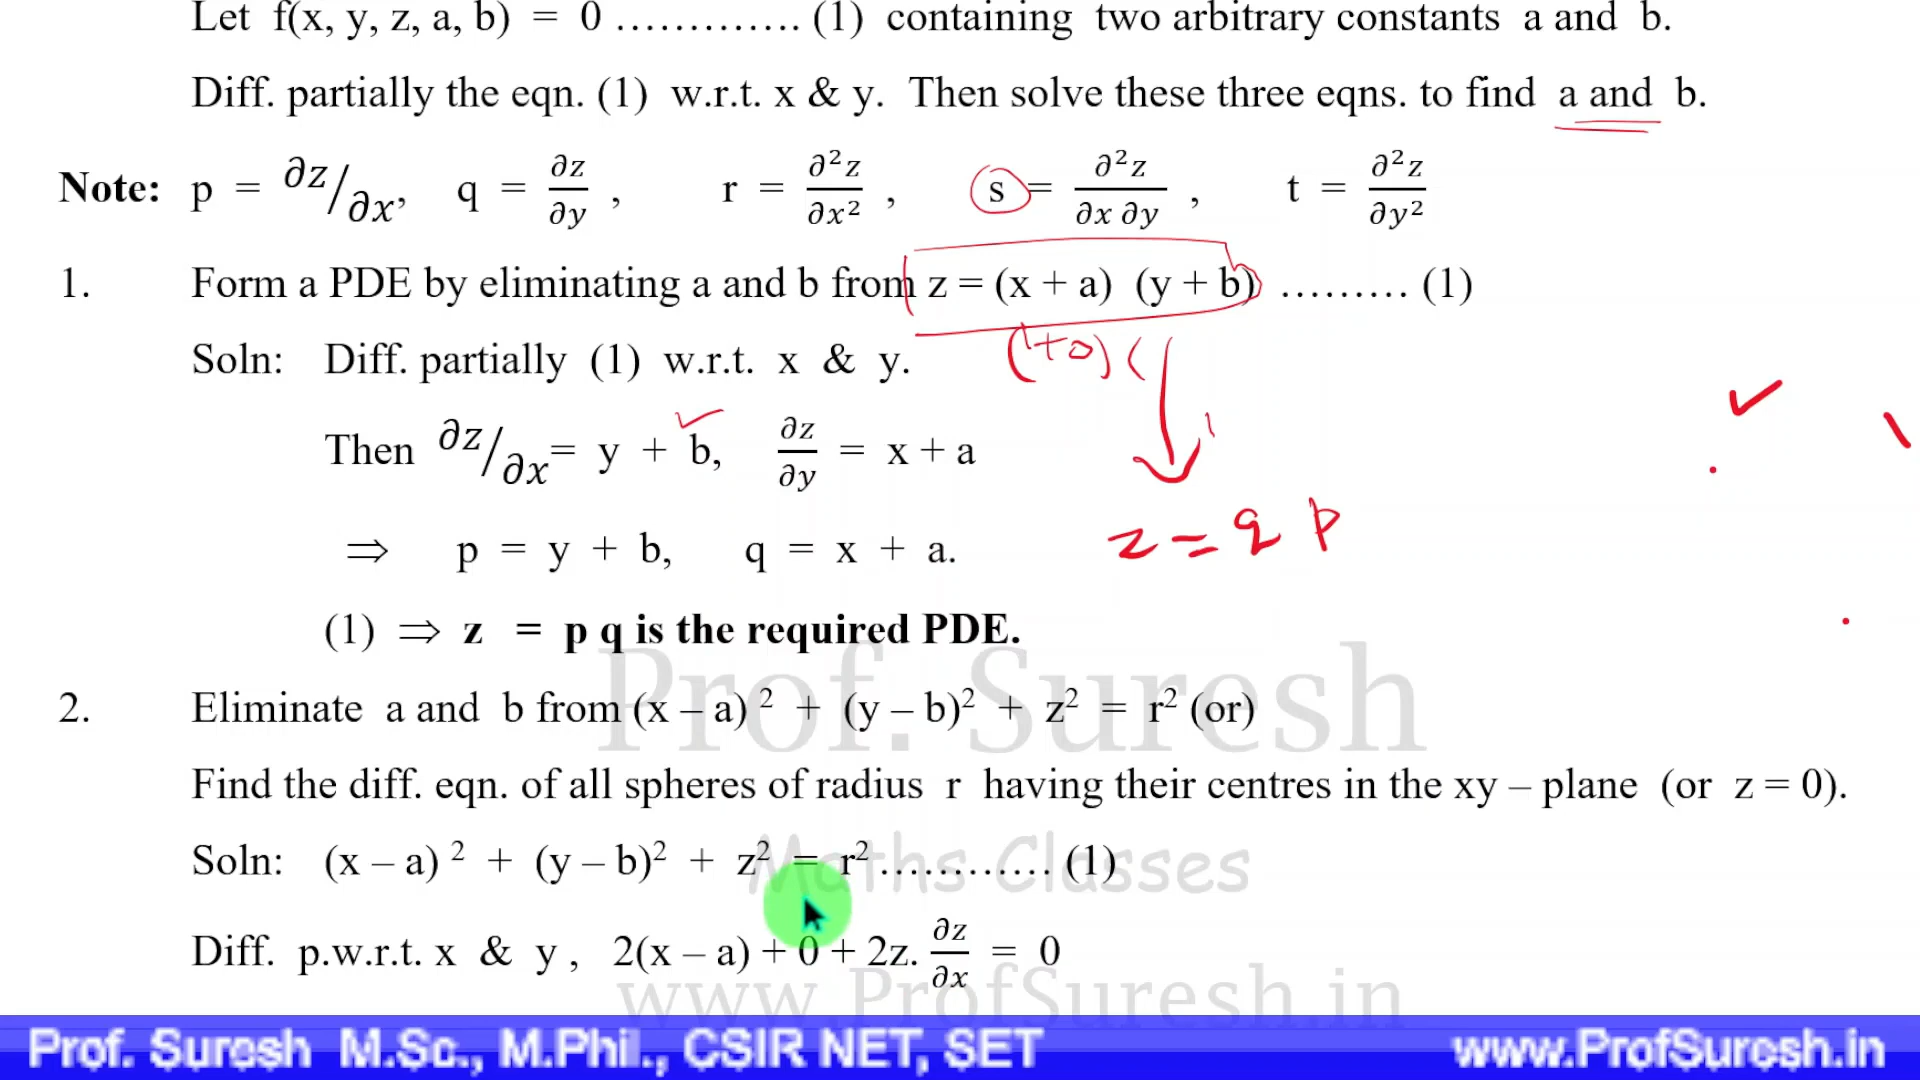 Let f(x, y, z, a, b) = 0 …………. (1) containing two arbitrary constants a and b.
Diff. partially the eqn. (1) w.r.t. x & y. Then solve these three eqns. to find a and b.
Note: p = ∂z/∂x, q = ∂z/∂y , r = ∂²z/∂x² , s = ∂²z/∂x ∂y , t = ∂²z/∂y²
1. Form a PDE by eliminating a and b from z = (x + a) (y + b) ……… (1)
(1+0) (
Soln: Diff. partially (1) w.r.t. x & y.
Then ∂z/∂x = y + b, ∂z/∂y = x + a
z = q p
⇒ p = y + b, q = x + a.
(1) ⇒ z = p q is the required PDE.
Prof. Suresh
2. Eliminate a and b from (x – a)² + (y – b)² + z² = r² (or)
Find the diff. eqn. of all spheres of radius r having their centres in the xy – plane (or z = 0).
Maths Classes
Soln: (x – a)² + (y – b)² + z² = r² ………… (1)
Diff. p.w.r.t. x & y , 2(x – a) + 0 + 2z. ∂z/∂x = 0
www.ProfSuresh.in
Prof. Suresh M.Sc., M.Phil., CSIR NET, SET www.ProfSuresh.in